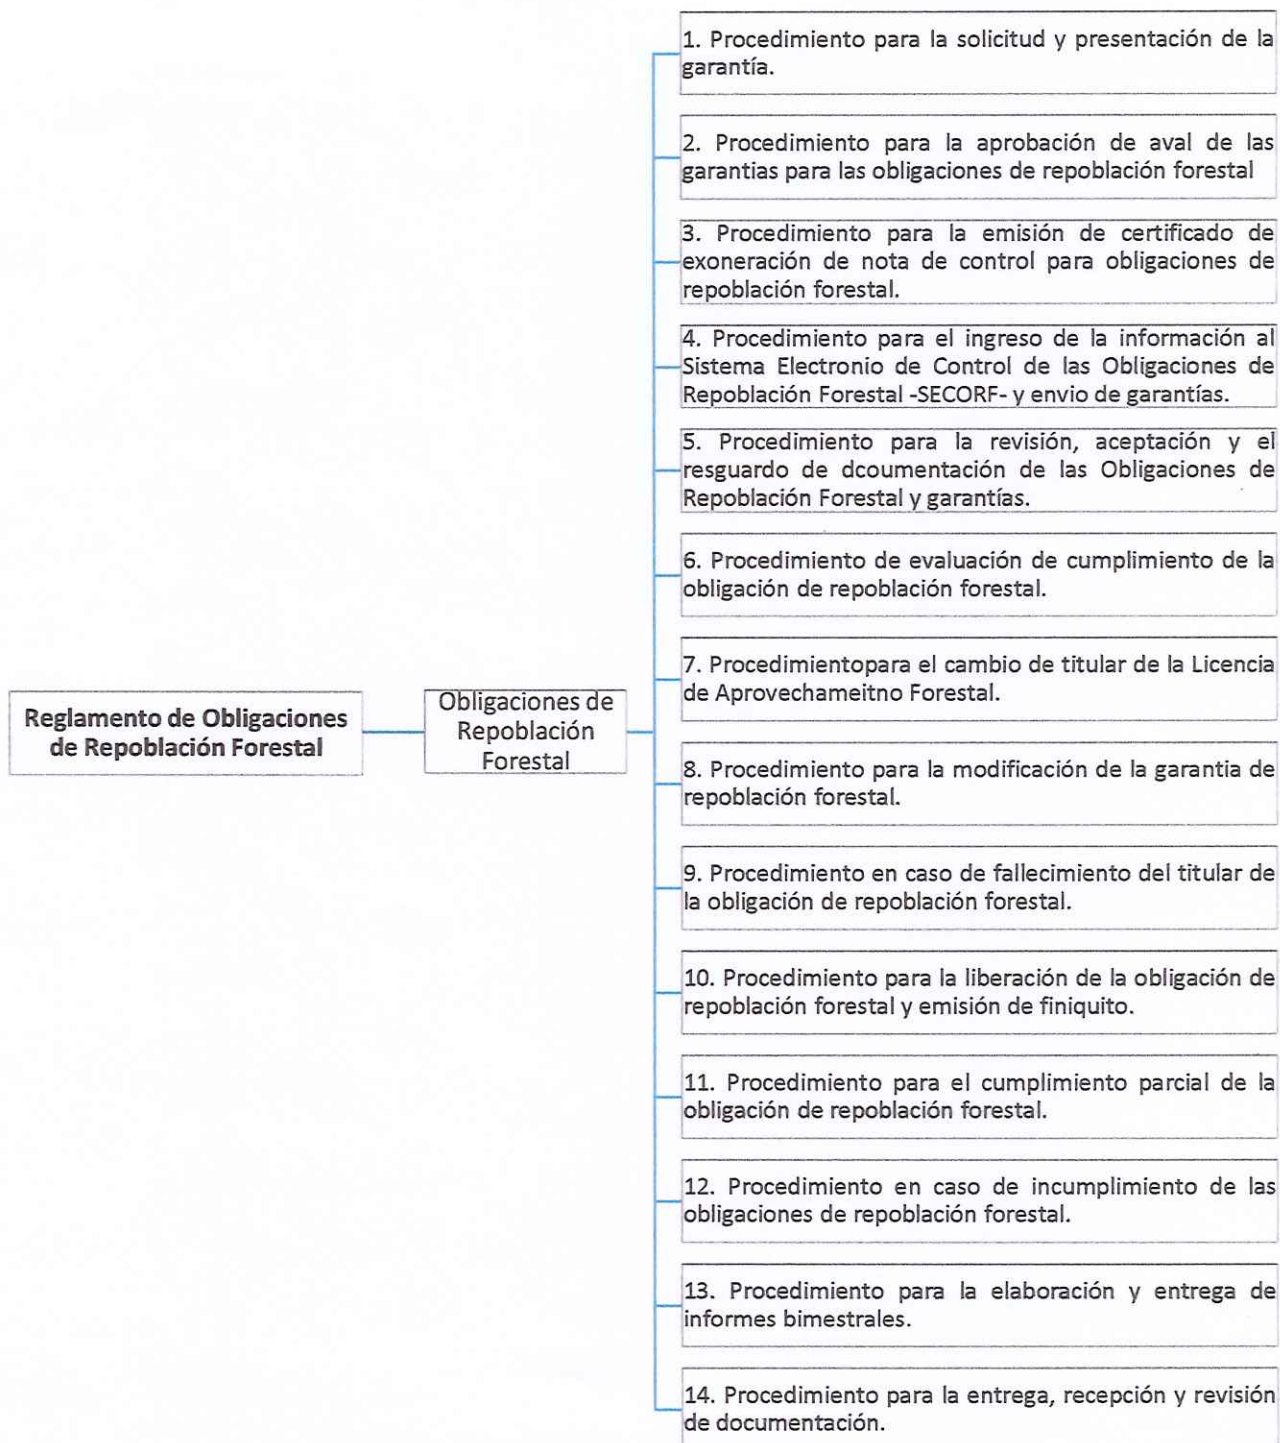 1. Procedimiento para la solicitud y presentación de la
garantía.
2. Procedimiento para la aprobación de aval de las
garantias para las obligaciones de repoblación forestal
3. Procedimiento para la emisión de certificado de
exoneración de nota de control para obligaciones de
repoblación forestal.
4. Procedimiento para el ingreso de la información al
Sistema Electronio de Control de las Obligaciones de
Repoblación Forestal -SECORF- y envio de garantías.
5. Procedimiento para la revisión, aceptación y el
resguardo de dcoumentación de las Obligaciones de
Repoblación Forestal y garantías.
6. Procedimiento de evaluación de cumplimiento de la
obligación de repoblación forestal.
7. Procedimientopara el cambio de titular de la Licencia
de Aprovechameitno Forestal.
Reglamento de Obligaciones
de Repoblación Forestal
Obligaciones de
Repoblación
Forestal
8. Procedimiento para la modificación de la garantia de
repoblación forestal.
9. Procedimiento en caso de fallecimiento del titular de
la obligación de repoblación forestal.
10. Procedimiento para la liberación de la obligación de
repoblación forestal y emisión de finiquito.
11. Procedimiento para el cumplimiento parcial de la
obligación de repoblación forestal.
12. Procedimiento en caso de incumplimiento de las
obligaciones de repoblación forestal.
13. Procedimiento para la elaboración y entrega de
informes bimestrales.
14. Procedimiento para la entrega, recepción y revisión
de documentación.